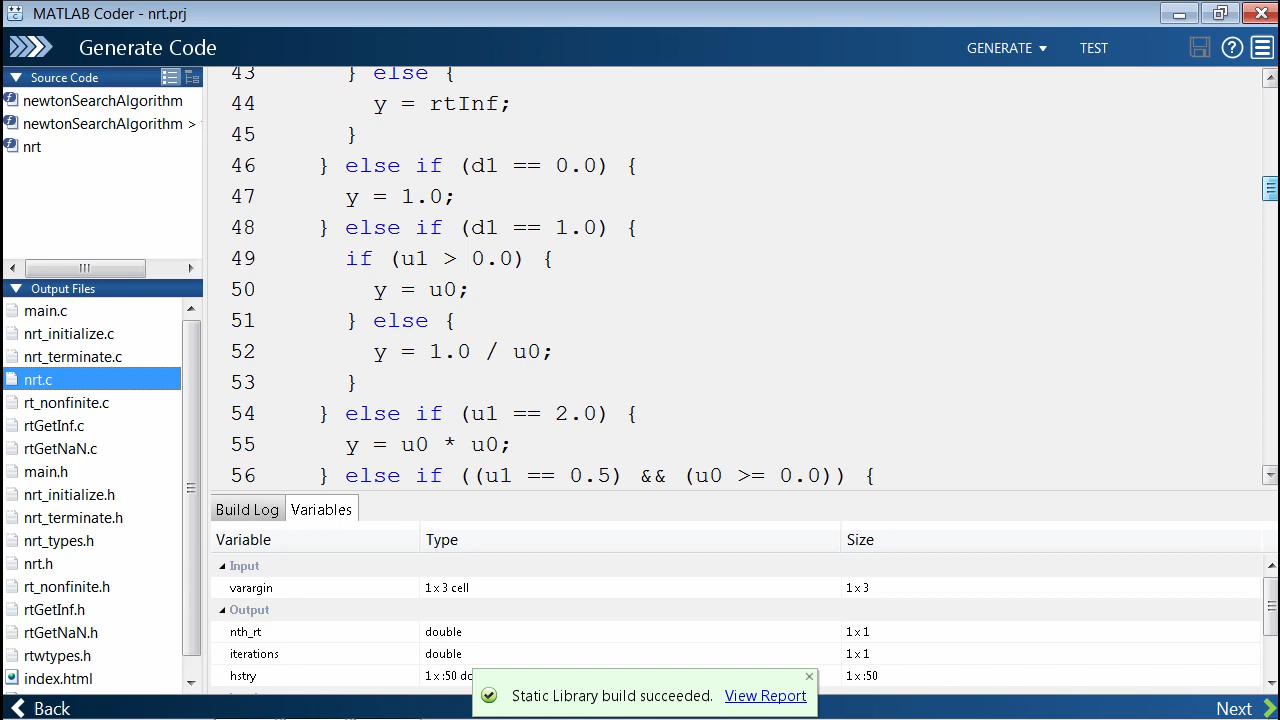 MATLAB Coder - nrt.prj
Generate Code
GENERATE
TEST
Source Code
newtonSearchAlgorithm
newtonSearchAlgorithm >
nrt
Output Files
main.c
nrt_initialize.c
nrt_terminate.c
nrt.c
rt_nonfinite.c
rtGetInf.c
rtGetNaN.c
main.h
nrt_initialize.h
nrt_terminate.h
nrt_types.h
nrt.h
rt_nonfinite.h
rtGetInf.h
rtGetNaN.h
rtwtypes.h
index.html
43 } else {
44 y = rtInf;
45 }
46 } else if (d1 == 0.0) {
47 y = 1.0;
48 } else if (d1 == 1.0) {
49 if (u1 > 0.0) {
50 y = u0;
51 } else {
52 y = 1.0 / u0;
53 }
54 } else if (u1 == 2.0) {
55 y = u0 * u0;
56 } else if ((u1 == 0.5) && (u0 >= 0.0)) {
Build Log Variables
Variable Type Size
Input
varargin 1 x 3 cell 1 x 3
Output
nth_rt double 1 x 1
iterations double 1 x 1
hstry 1 x :50 1 x :50
Static Library build succeeded. View Report
Back
Next